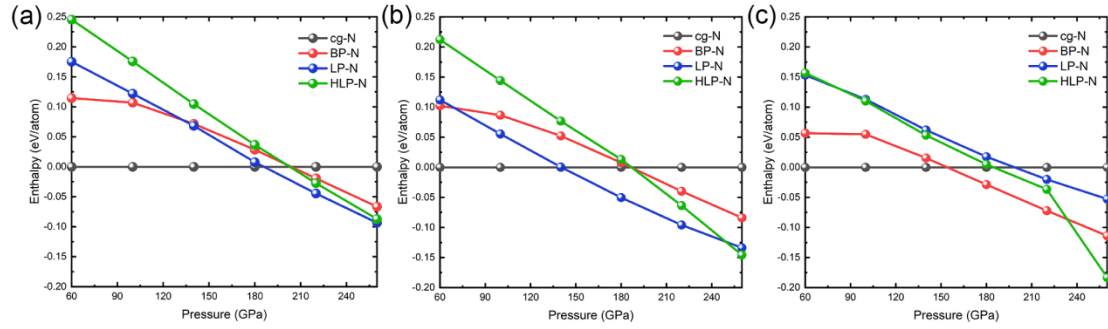 (a)
0.25
0.20
0.15
0.10
0.05
0.00
-0.05
-0.10
-0.15
-0.20
Enthalpy (eV/atom)
cg-N
BP-N
LP-N
HLP-N
60 90 120 150 180 210 240
Pressure (GPa)
(b)
0.25
0.20
0.15
0.10
0.05
0.00
-0.05
-0.10
-0.15
-0.20
Enthalpy (eV/atom)
cg-N
BP-N
LP-N
HLP-N
60 90 120 150 180 210 240
Pressure (GPa)
(c)
0.25
0.20
0.15
0.10
0.05
0.00
-0.05
-0.10
-0.15
-0.20
Enthalpy (eV/atom)
cg-N
BP-N
LP-N
HLP-N
60 90 120 150 180 210 240
Pressure (GPa)